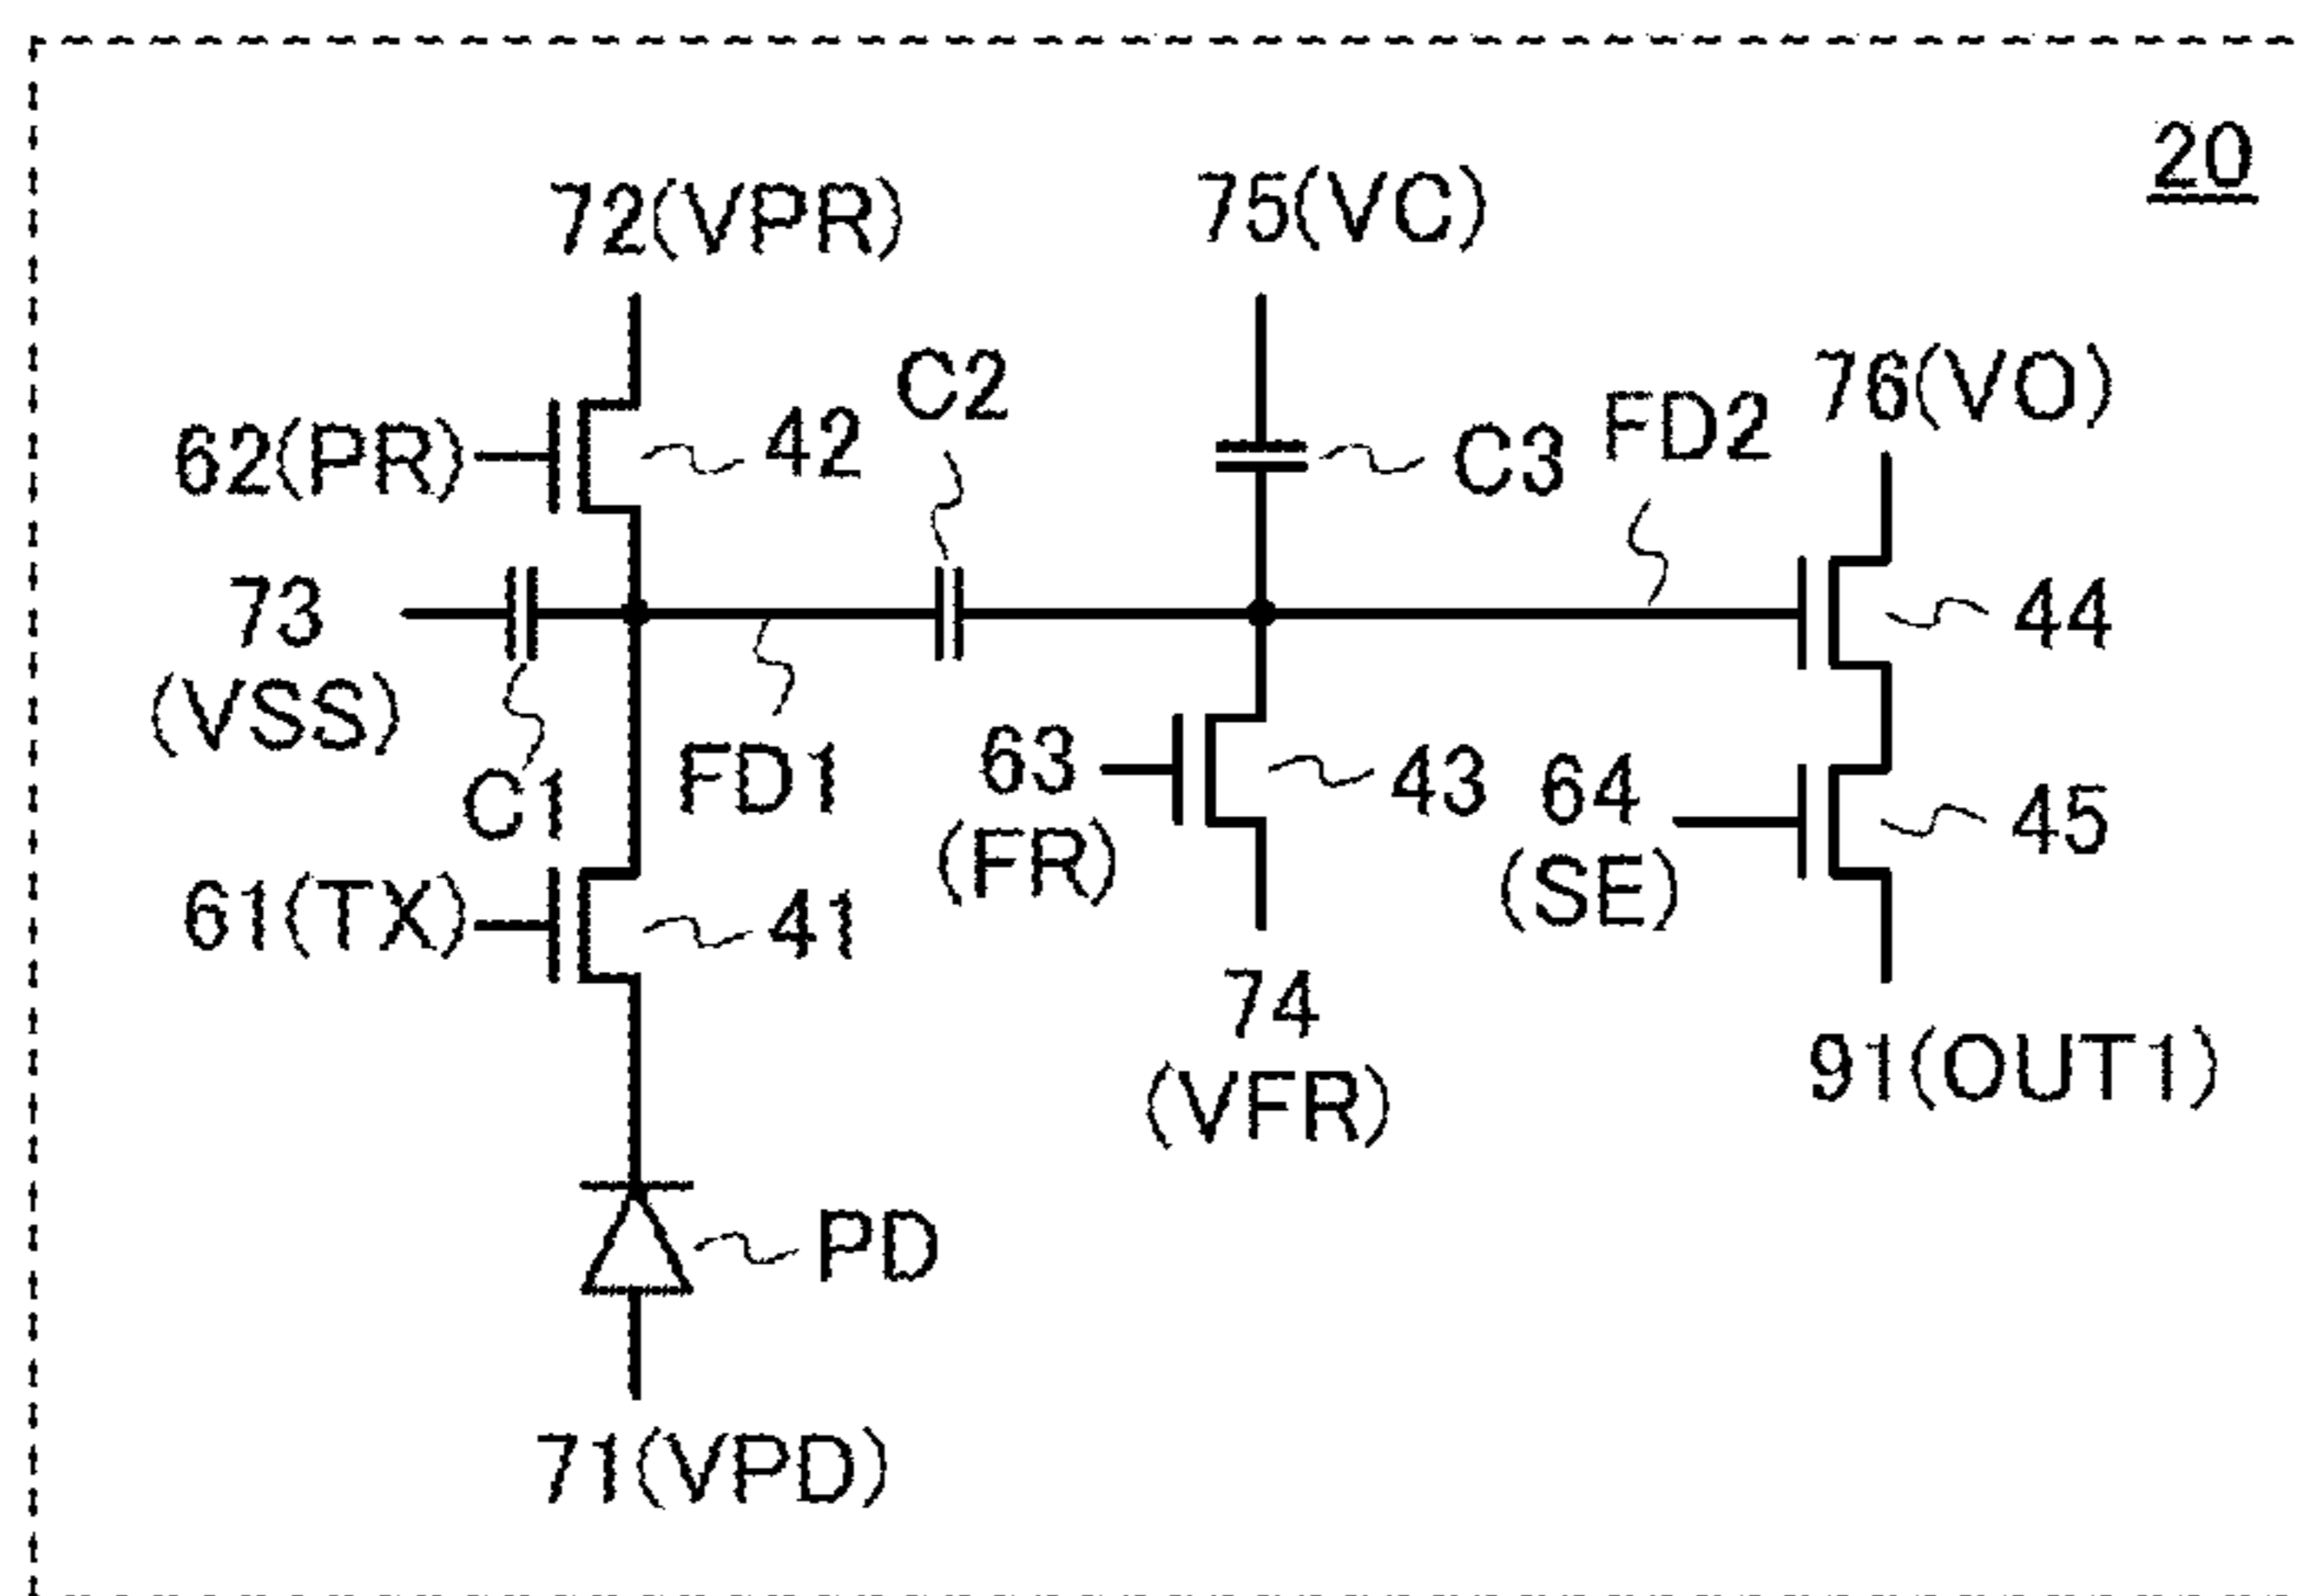 20
72(VPR)
75(VC)
C2
76(VO)
62(PR)
42
C3
FD2
73
(VSS)
44
C1
FD1
63
(FR)
43
64
(SE)
45
61(TX)
41
74
(VFR)
91(OUT1)
PD
71(VPD)